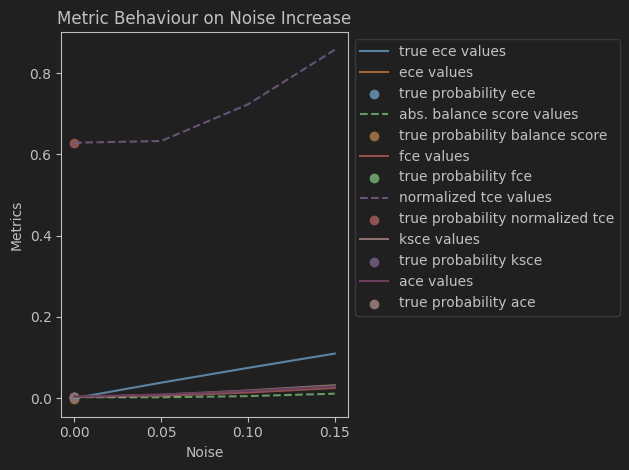 Metric Behaviour on Noise Increase
true ece values
ece values
true probability ece
abs. balance score values
true probability balance score
fce values
true probability fce
normalized tce values
true probability normalized tce
ksce values
true probability ksce
ace values
true probability ace
Metrics
0.8
0.6
0.4
0.2
0.0
0.00 0.05 0.10 0.15
Noise